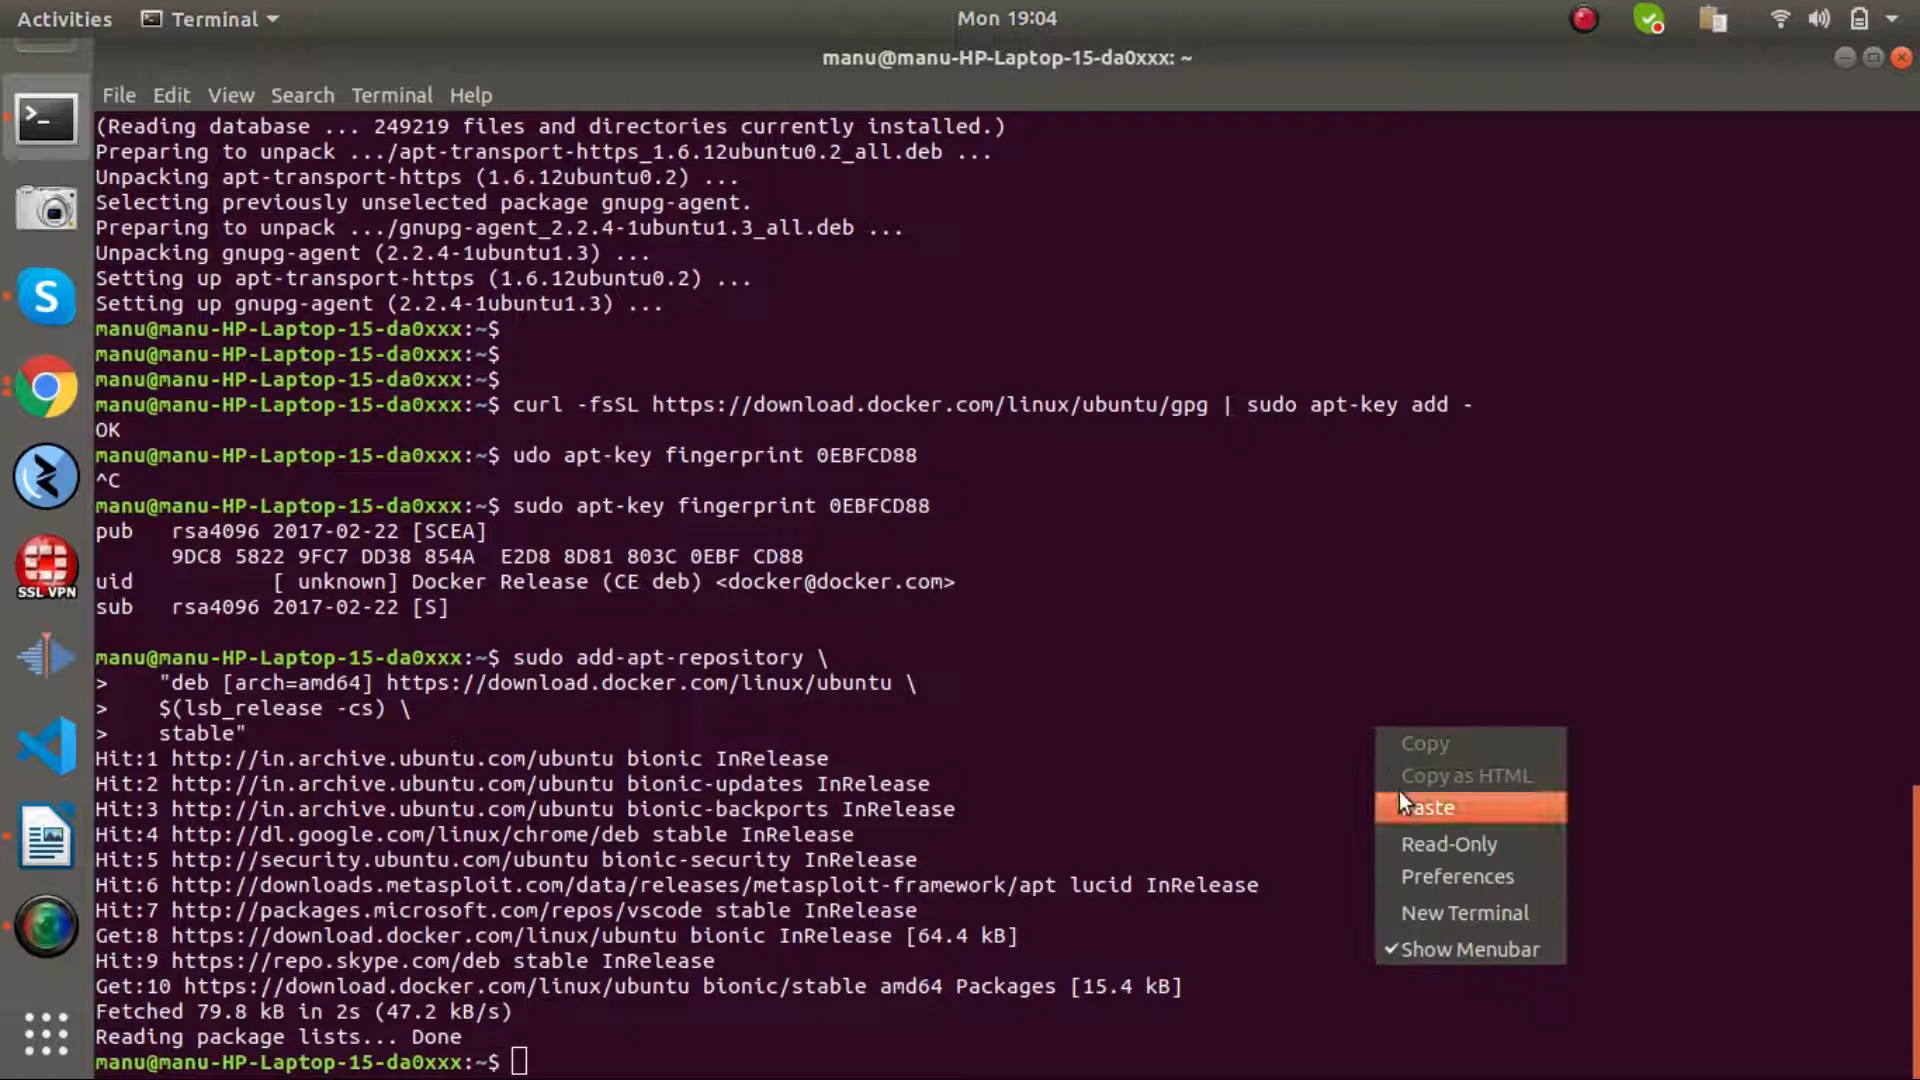 Activities Terminal Mon 19:04
manu@manu-HP-Laptop-15-da0xxx: ~
File Edit View Search Terminal Help
(Reading database ... 249219 files and directories currently installed.)
Preparing to unpack .../apt-transport-https_1.6.12ubuntu0.2_all.deb ...
Unpacking apt-transport-https (1.6.12ubuntu0.2) ...
Selecting previously unselected package gnupg-agent.
Preparing to unpack .../gnupg-agent_2.2.4-1ubuntu1.3_all.deb ...
Unpacking gnupg-agent (2.2.4-1ubuntu1.3) ...
Setting up apt-transport-https (1.6.12ubuntu0.2) ...
Setting up gnupg-agent (2.2.4-1ubuntu1.3) ...
manu@manu-HP-Laptop-15-da0xxx:~$
manu@manu-HP-Laptop-15-da0xxx:~$
manu@manu-HP-Laptop-15-da0xxx:~$
manu@manu-HP-Laptop-15-da0xxx:~$ curl -fsSL https://download.docker.com/linux/ubuntu/gpg | sudo apt-key add -
OK
manu@manu-HP-Laptop-15-da0xxx:~$ udo apt-key fingerprint 0EBFCD88
^C
manu@manu-HP-Laptop-15-da0xxx:~$ sudo apt-key fingerprint 0EBFCD88
pub   rsa4096 2017-02-22 [SCEA]
      9DC8 5822 9FC7 DD38 854A  E2D8 8D81 803C 0EBF CD88
uid           [ unknown] Docker Release (CE deb) <docker@docker.com>
sub   rsa4096 2017-02-22 [S]
manu@manu-HP-Laptop-15-da0xxx:~$ sudo add-apt-repository \
>    "deb [arch=amd64] https://download.docker.com/linux/ubuntu \
>    $(lsb_release -cs) \
>    stable"
Hit:1 http://in.archive.ubuntu.com/ubuntu bionic InRelease
Hit:2 http://in.archive.ubuntu.com/ubuntu bionic-updates InRelease
Hit:3 http://in.archive.ubuntu.com/ubuntu bionic-backports InRelease
Hit:4 http://dl.google.com/linux/chrome/deb stable InRelease
Hit:5 http://security.ubuntu.com/ubuntu bionic-security InRelease
Hit:6 http://downloads.metasploit.com/data/releases/metasploit-framework/apt lucid InRelease
Hit:7 http://packages.microsoft.com/repos/vscode stable InRelease
Get:8 https://download.docker.com/linux/ubuntu bionic InRelease [64.4 kB]
Hit:9 https://repo.skype.com/deb stable InRelease
Get:10 https://download.docker.com/linux/ubuntu bionic/stable amd64 Packages [15.4 kB]
Fetched 79.8 kB in 2s (47.2 kB/s)
Reading package lists... Done
manu@manu-HP-Laptop-15-da0xxx:~$
Copy
Copy as HTML
aste
Read-Only
Preferences
New Terminal
Show Menubar
SSL VPN